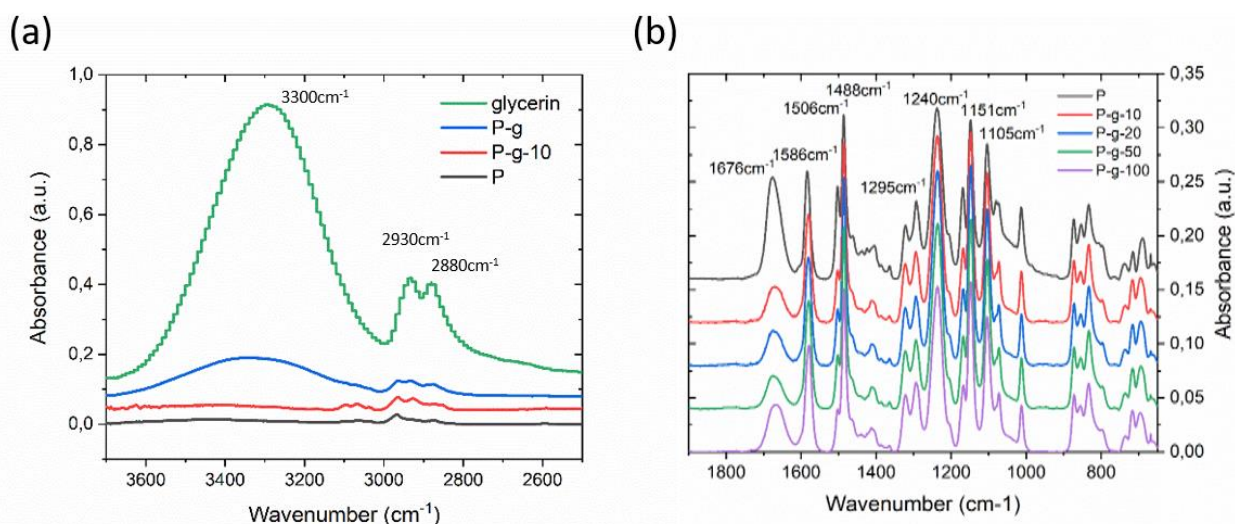 (a)
1,0
0,8
0,6
0,4
0,2
0,0
Absorbance (a.u.)
3300cm-1
2930cm-1
2880cm-1
glycerin
P-g
P-g-10
P
3600 3400 3200 3000 2800 2600
Wavenumber (cm-1)
(b)
1676cm-1
1586cm-1
1506cm-1
1488cm-1
1295cm-1
1240cm-1
1151cm-1
1105cm-1
P
P-g-10
P-g-20
P-g-50
P-g-100
0,35
0,30
0,25
0,20
0,15
0,10
0,05
0,00
Absorbance (a.u.)
1800 1600 1400 1200 1000 800
Wavenumber (cm-1)